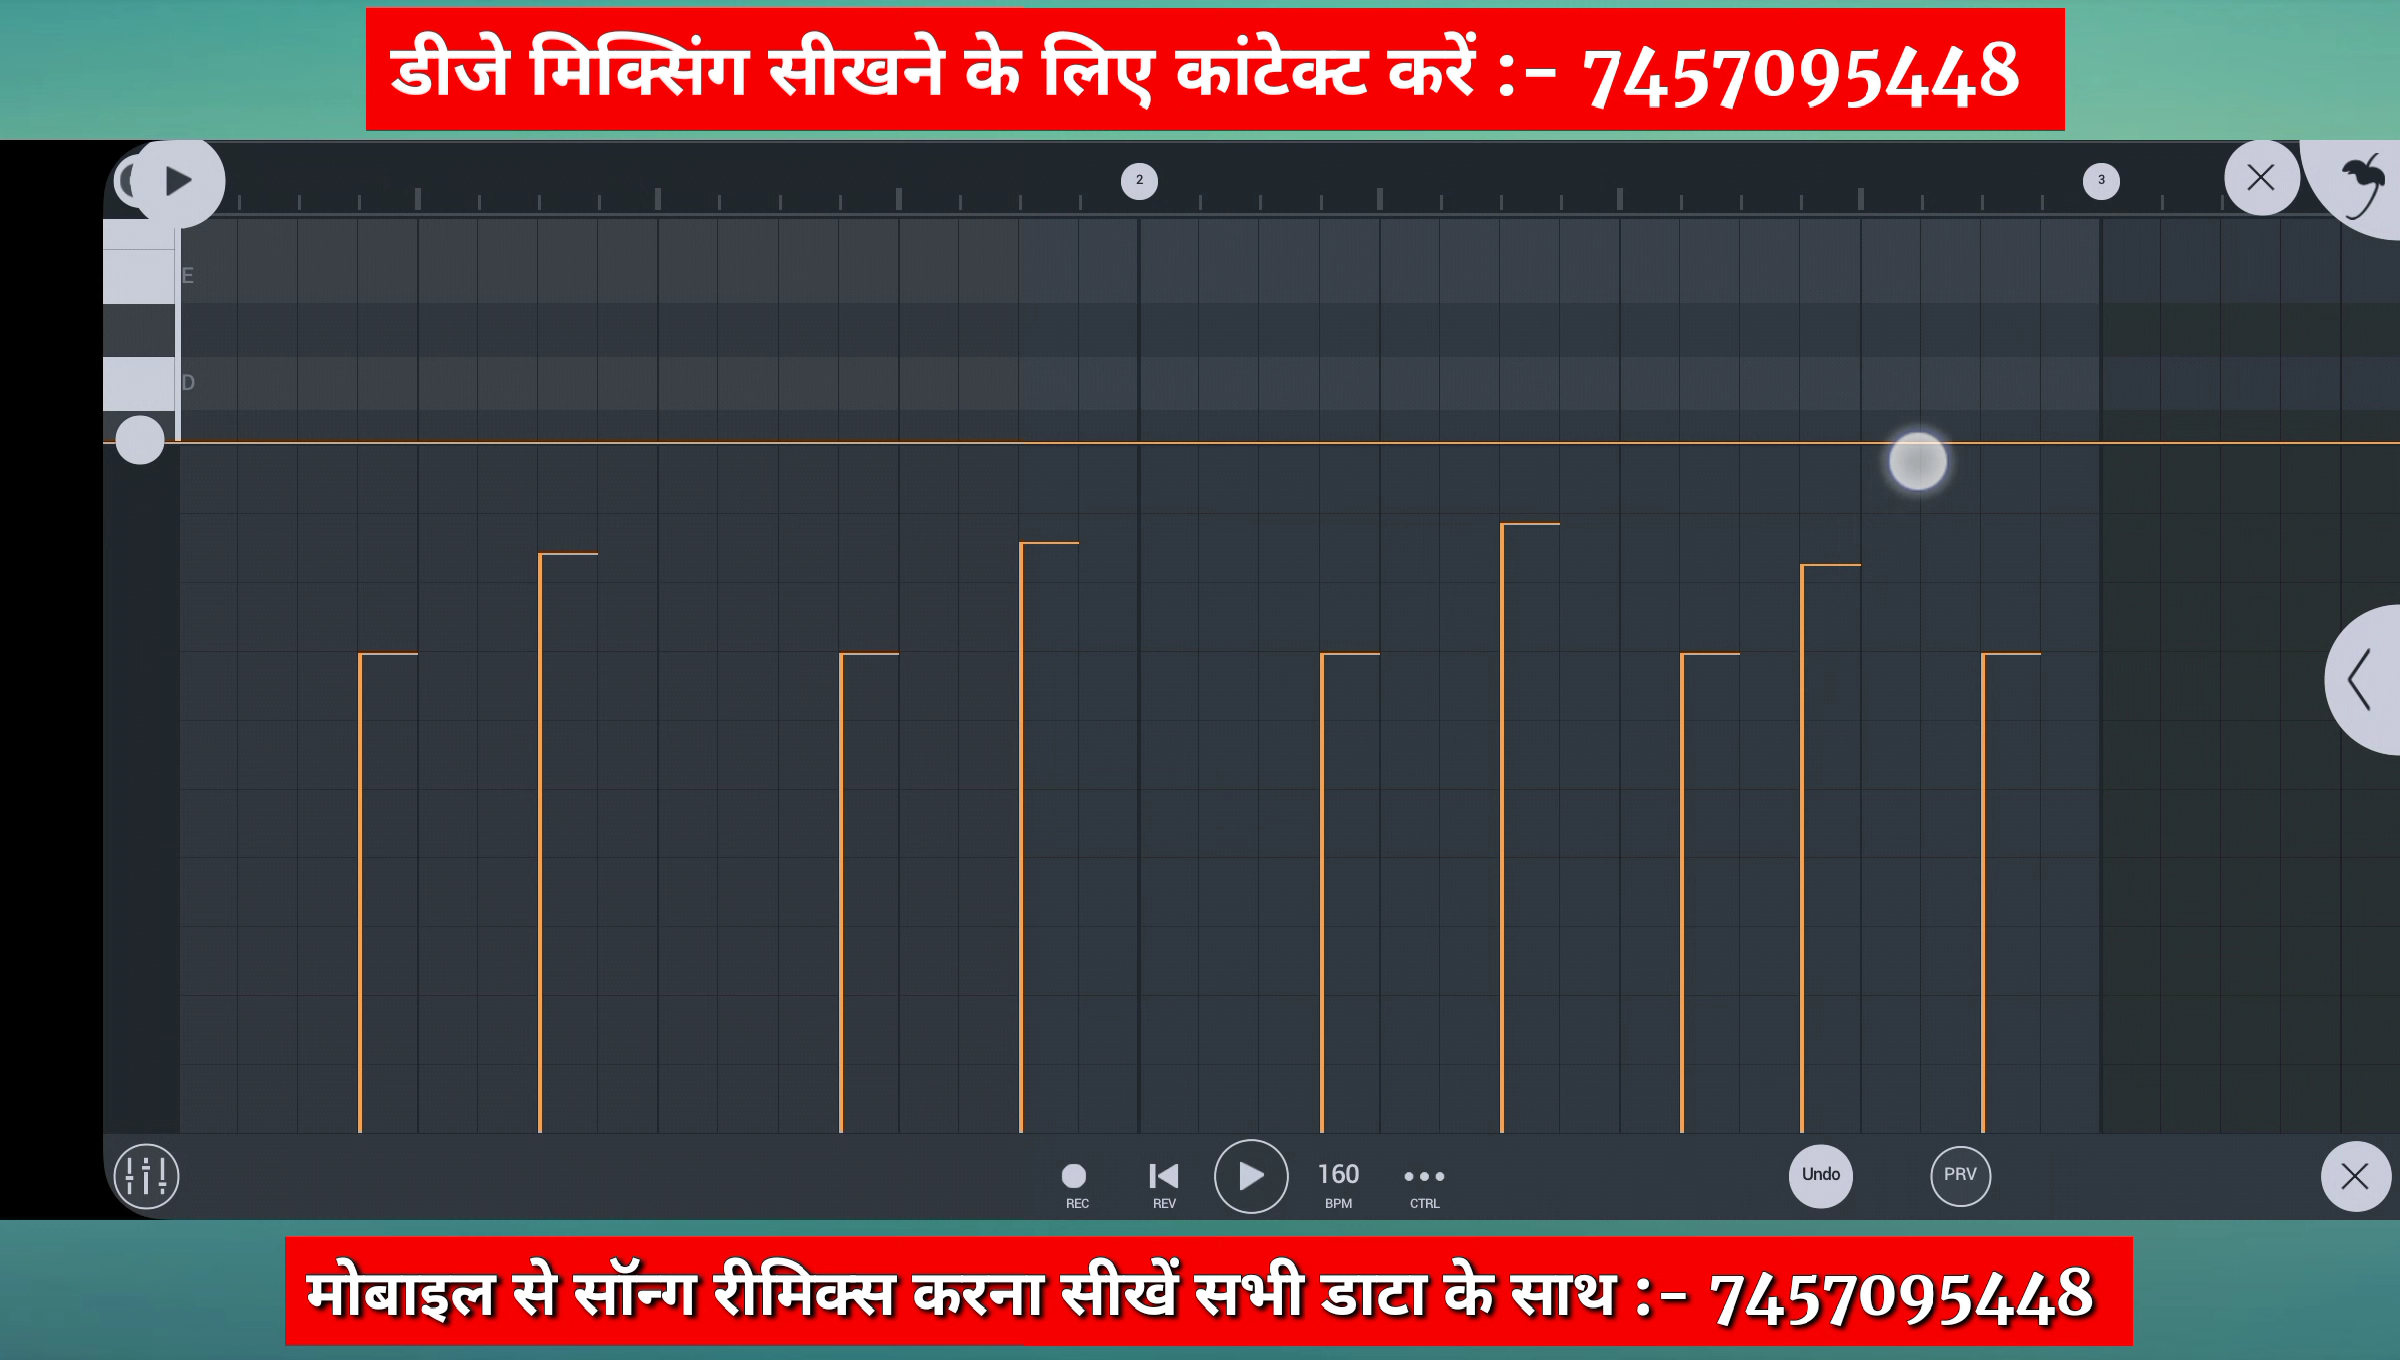 डीजे मिक्सिंग सीखने के लिए कांटेक्ट करें :- 7457095448
2
3
E
D
REC
REV
160
BPM
CTRL
Undo
PRV
मोबाइल से सॉन्ग रीमिक्स करना सीखें सभी डाटा के साथ :- 7457095448